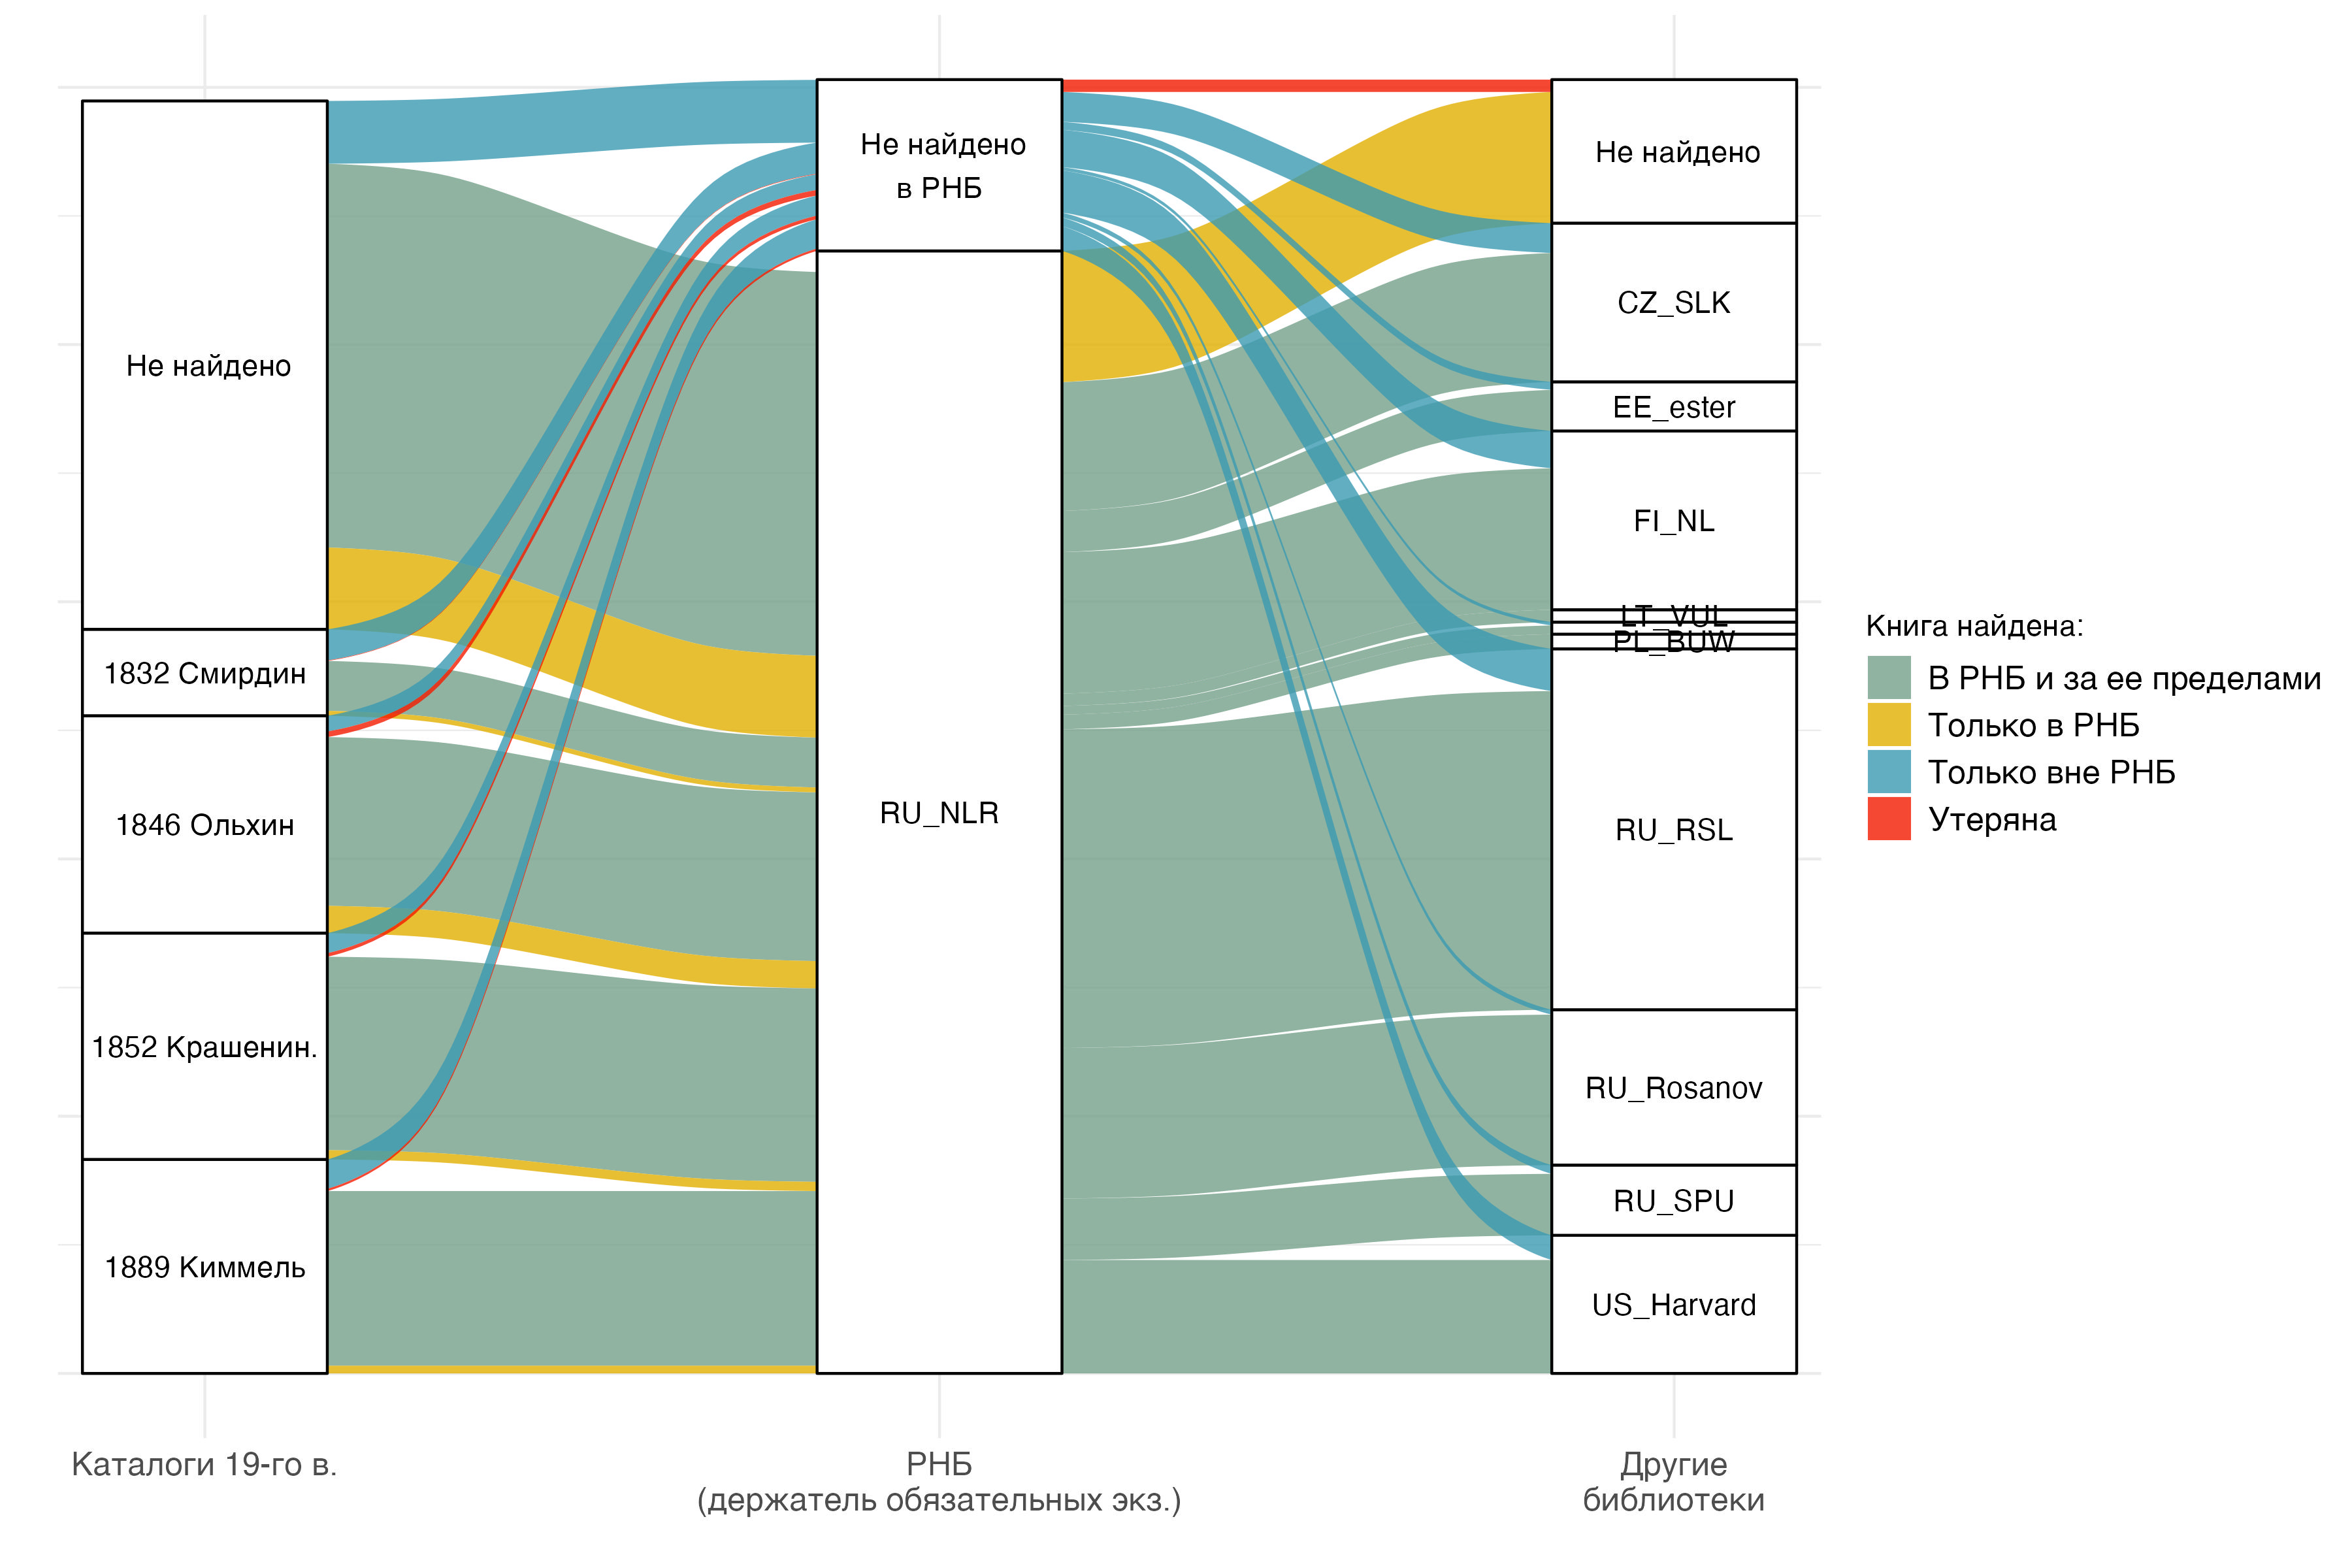 Не найдено
1832 Смирдин
1846 Ольхин
1852 Крашенин.
1889 Киммель
Не найдено
в РНБ
RU_NLR
Не найдено
CZ_SLK
EE_ester
FI_NL
LT_VUL
PL_BUW
RU_RSL
RU_Rosanov
RU_SPU
US_Harvard
Книга найдена:
В РНБ и за ее пределами
Только в РНБ
Только вне РНБ
Утеряна
Каталоги 19-го в.
РНБ
(держатель обязательных экз.)
Другие
библиотеки